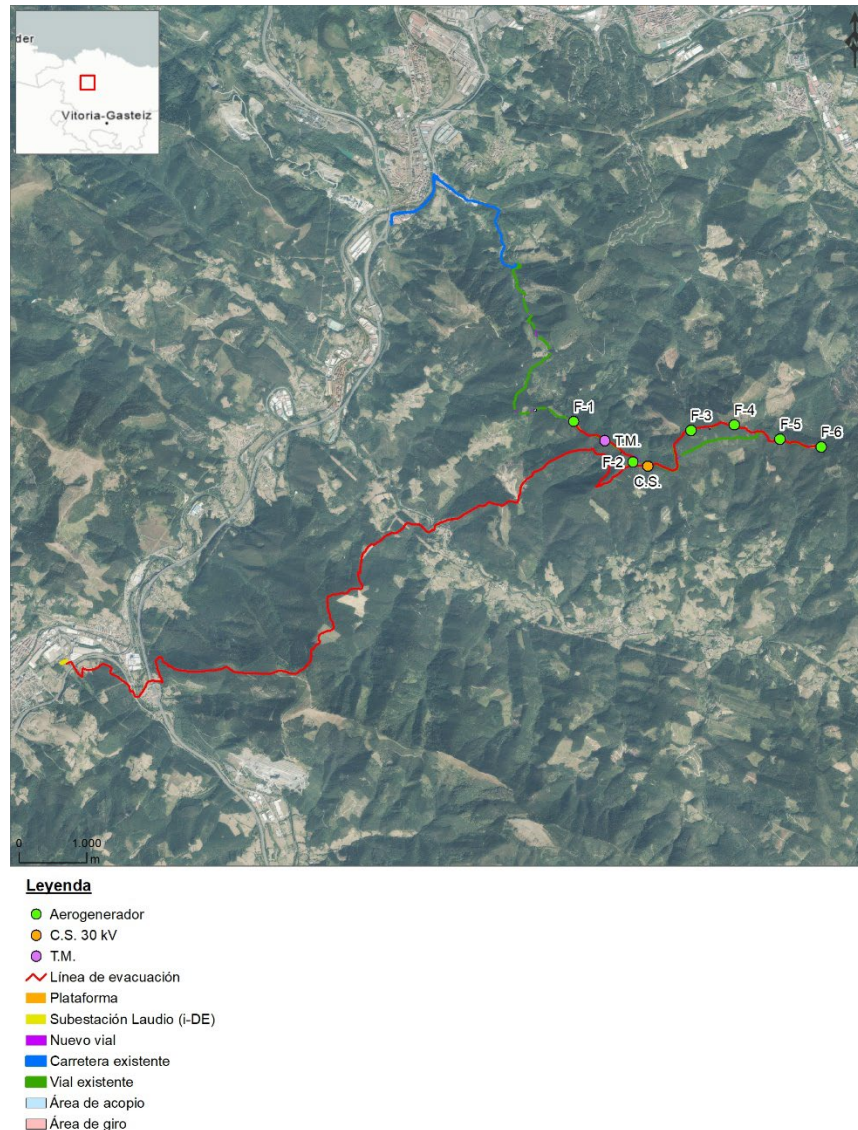 der
Vitoria-Gasteiz
F-1
T.M.
F-2
C.S.
F-3
F-4
F-5
F-6
0 1.000
m
Leyenda
Aerogenerador
C.S. 30 kV
T.M.
Línea de evacuación
Plataforma
Subestación Laudio (i-DE)
Nuevo vial
Carretera existente
Vial existente
Área de acopio
Área de giro